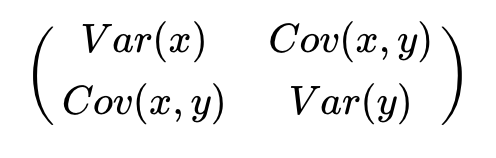 Var(x) Cov(x, y)
Cov(x, y) Var(y)